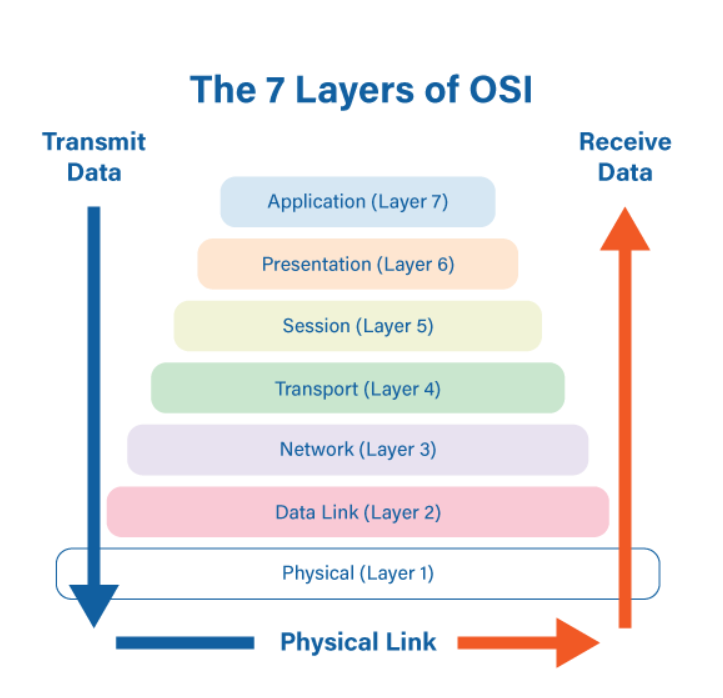 The 7 Layers of OSI
Transmit
Data
Receive
Data
Application (Layer 7)
Presentation (Layer 6)
Session (Layer 5)
Transport (Layer 4)
Network (Layer 3)
Data Link (Layer 2)
Physical (Layer 1)
Physical Link